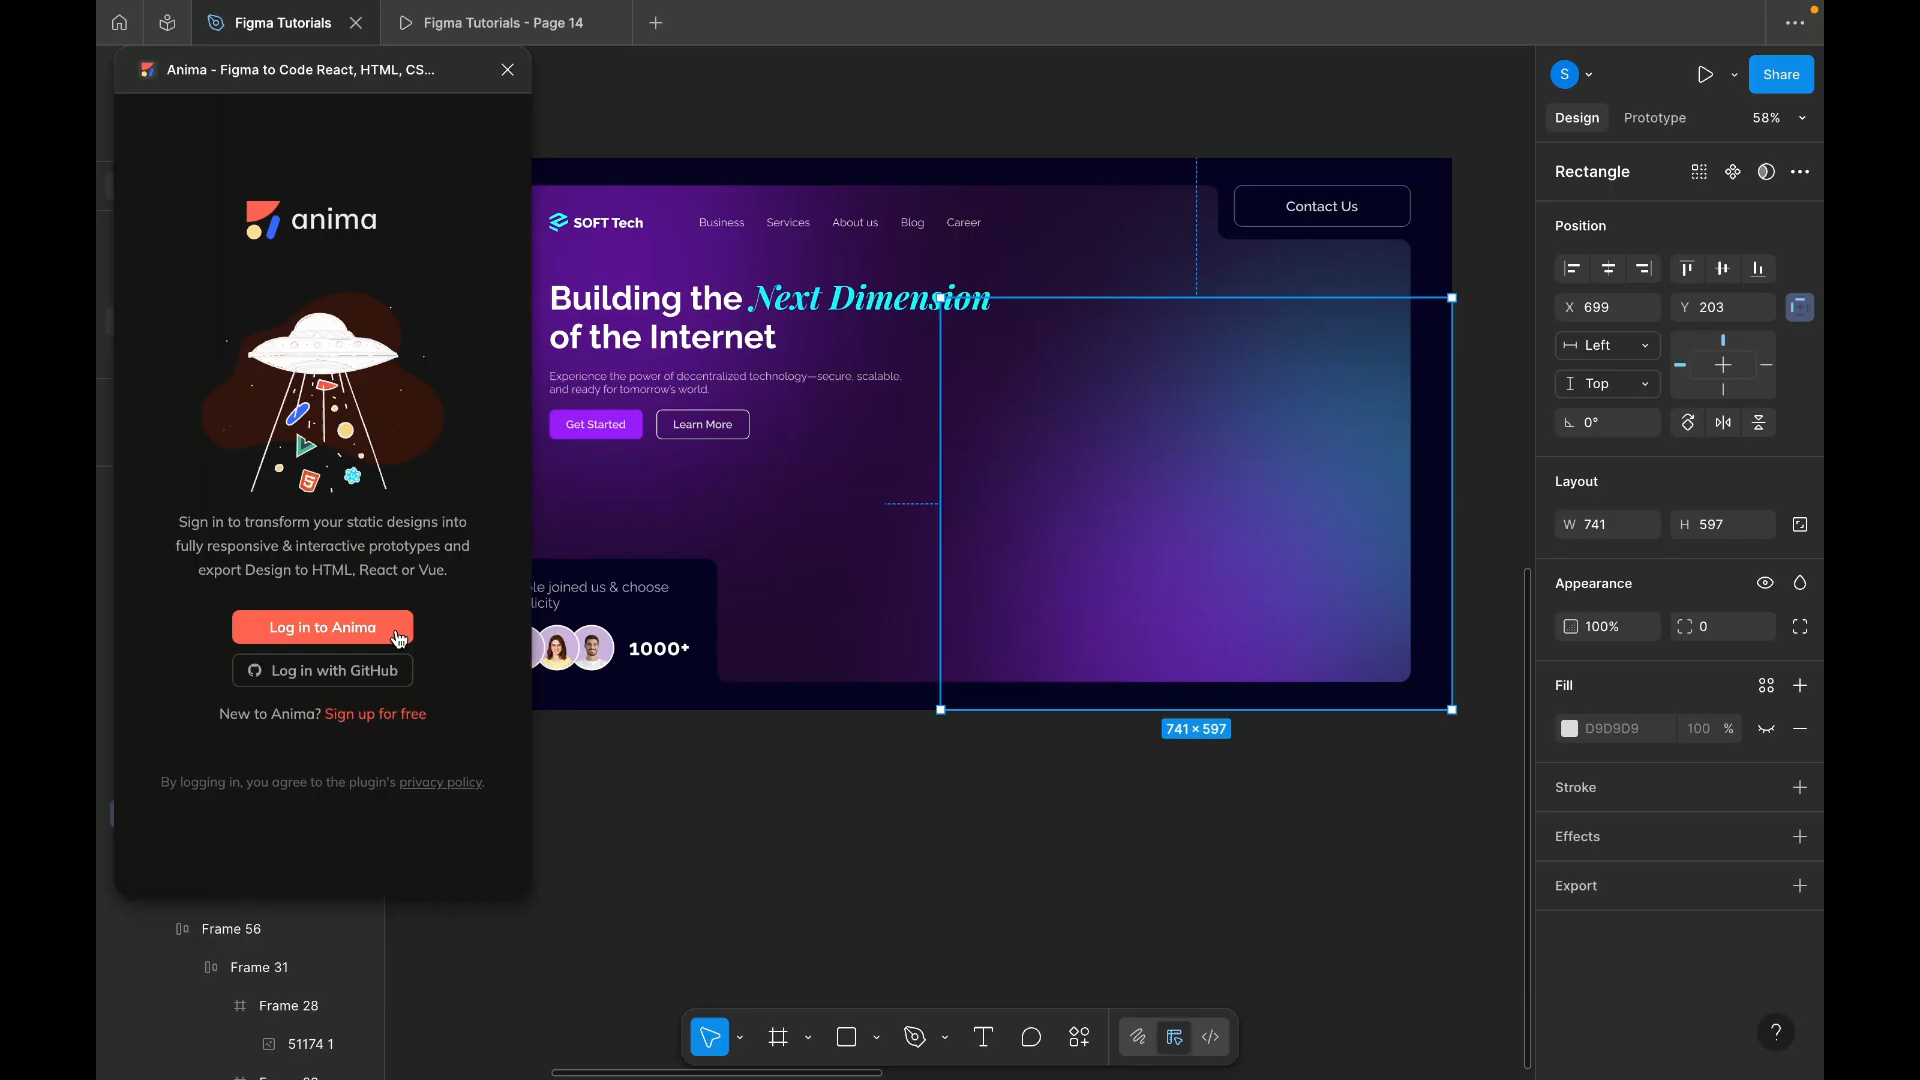 Figma Tutorials
Figma Tutorials - Page 14
Anima - Figma to Code React, HTML, CS...
anima
Sign in to transform your static designs into
fully responsive & interactive prototypes and
export Design to HTML, React or Vue.
Log in to Anima
Log in with GitHub
New to Anima? Sign up for free
By logging in, you agree to the plugin's privacy policy.
Frame 56
Frame 31
Frame 28
51174 1
SOFT Tech
Business
Services
About us
Blog
Career
Contact Us
Building the Next Dimension
of the Internet
Experience the power of decentralized technology—secure, scalable,
and ready for tomorrow's world.
Get Started
Learn More
le joined us & choose
licity
1000+
741 × 597
S
Share
Design
Prototype
58%
Rectangle
Position
X 699
Y 203
Left
Top
0°
Layout
W 741
H 597
Appearance
100%
0
Fill
D9D9D9
100 %
Stroke
Effects
Export
?